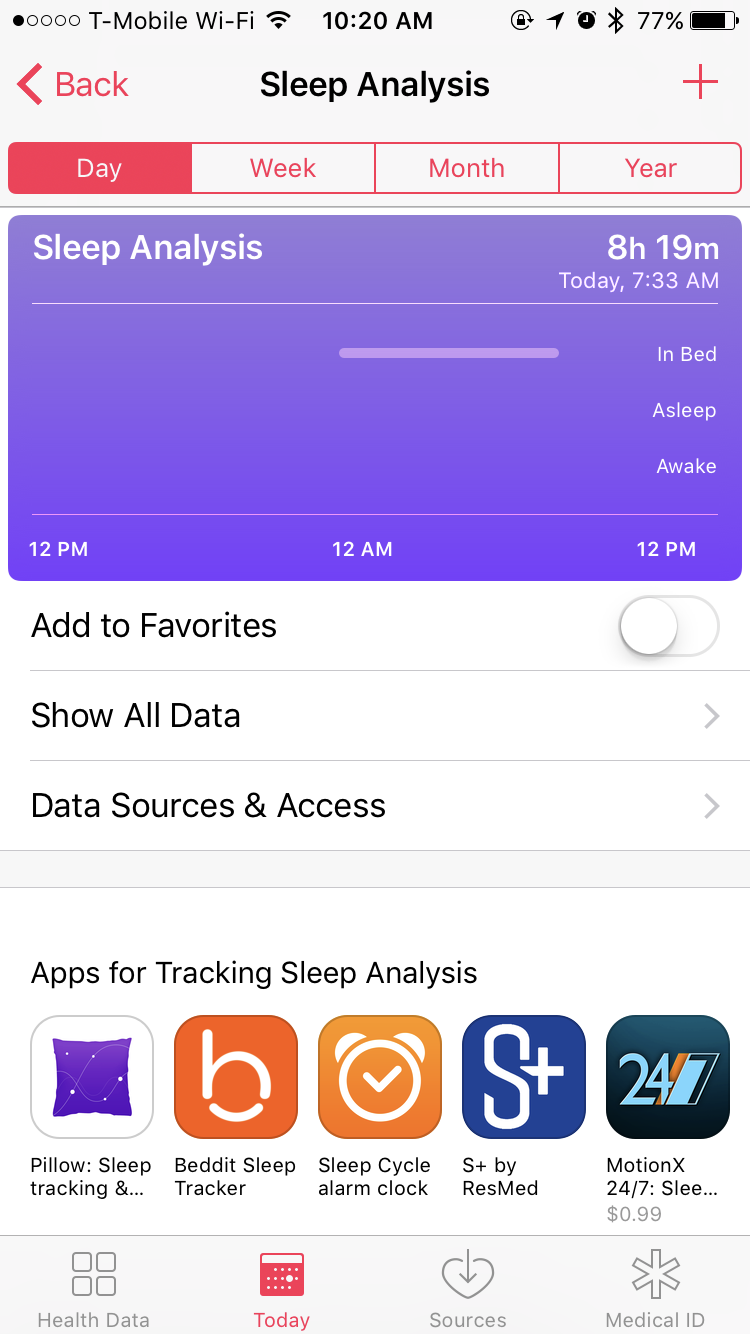 T-Mobile Wi-Fi 10:20 AM 77%
Back Sleep Analysis
Day Week Month Year
Sleep Analysis 8h 19m
Today, 7:33 AM
In Bed
Asleep
Awake
12 PM 12 AM 12 PM
Add to Favorites
Show All Data
Data Sources & Access
Apps for Tracking Sleep Analysis
b S+ 24/7
Pillow: Sleep Beddit Sleep Sleep Cycle S+ by MotionX
tracking &... Tracker alarm clock ResMed 24/7: Slee...
$0.99
Health Data Today Sources Medical ID